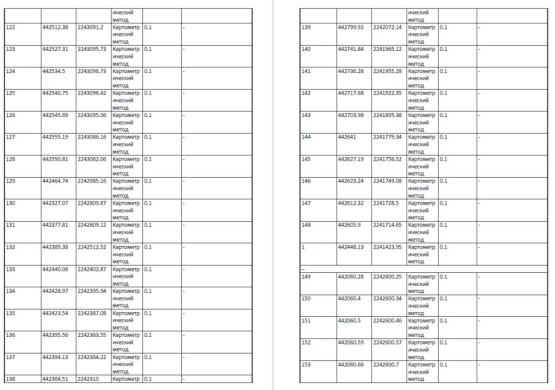 ический
метод
122 442512.38 2243091.2 Картометр 0.1 -
ический
метод
123 442527.31 2243095.73 Картометр 0.1 -
ический
метод
124 442534.5 2243096.73 Картометр 0.1 -
ический
метод
125 442540.75 2243096.42 Картометр 0.1 -
ический
метод
126 442545.69 2243095.06 Картометр 0.1 -
ический
метод
127 442555.19 2243086.16 Картометр 0.1 -
ический
метод
128 442550.81 2243062.06 Картометр 0.1 -
ический
метод
129 442464.74 2242985.16 Картометр 0.1 -
ический
метод
130 442327.07 2242809.87 Картометр 0.1 -
ический
метод
131 442377.81 2242609.12 Картометр 0.1 -
ический
метод
132 442389.38 2242512.52 Картометр 0.1 -
ический
метод
133 442440.06 2242402.87 Картометр 0.1 -
ический
метод
134 442428.97 2242395.94 Картометр 0.1 -
ический
метод
135 442423.54 2242387.08 Картометр 0.1 -
ический
метод
136 442395.56 2242363.55 Картометр 0.1 -
ический
метод
137 442394.13 2242364.22 Картометр 0.1 -
ический
метод
138 442364.51 2242310 Картометр 0.1 -
ический
метод
139 442799.92 2242072.14 Картометр 0.1 -
ический
метод
140 442741.84 2241965.12 Картометр 0.1 -
ический
метод
141 442736.28 2241955.28 Картометр 0.1 -
ический
метод
142 442717.68 2241922.35 Картометр 0.1 -
ический
метод
143 442703.98 2241895.38 Картометр 0.1 -
ический
метод
144 442641 2241779.34 Картометр 0.1 -
ический
метод
145 442627.19 2241756.52 Картометр 0.1 -
ический
метод
146 442623.24 2241749.08 Картометр 0.1 -
ический
метод
147 442612.32 2241728.5 Картометр 0.1 -
ический
метод
148 442605.9 2241714.65 Картометр 0.1 -
ический
метод
1 442448.13 2241423.95 Картометр 0.1 -
ический
метод
--
149 442060.28 2242600.25 Картометр 0.1 -
ический
метод
150 442060.4 2242600.34 Картометр 0.1 -
ический
метод
151 442060.5 2242600.46 Картометр 0.1 -
ический
метод
152 442060.59 2242600.57 Картометр 0.1 -
ический
метод
153 442060.66 2242600.7 Картометр 0.1 -
ический
метод